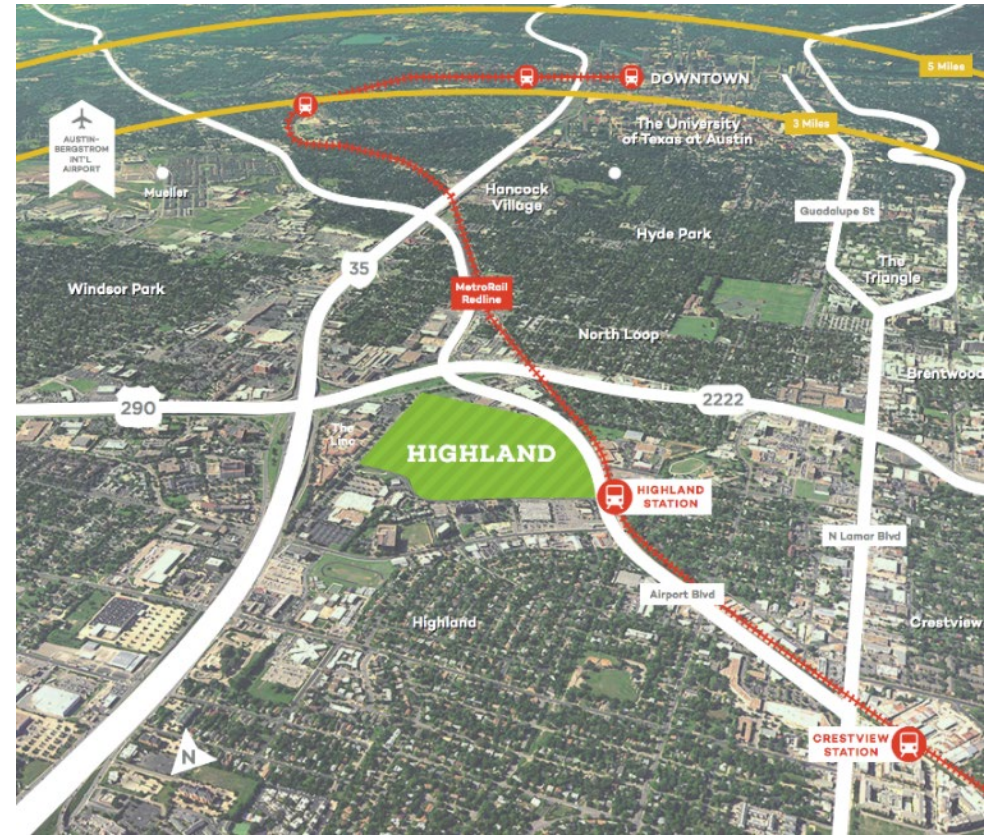 5 Miles
DOWNTOWN
3 Miles
The University
of Texas at Austin
AUSTIN-
BERGSTROM
INT'L
AIRPORT
Mueller
Hancock
Village
Guadalupe St
Hyde Park
The
Triangle
35
Windsor Park
MetroRail
Redline
North Loop
Brentwood
290
2222
The
Linc
HIGHLAND
HIGHLAND
STATION
N Lamar Blvd
Airport Blvd
Highland
Crestview
CRESTVIEW
STATION
N